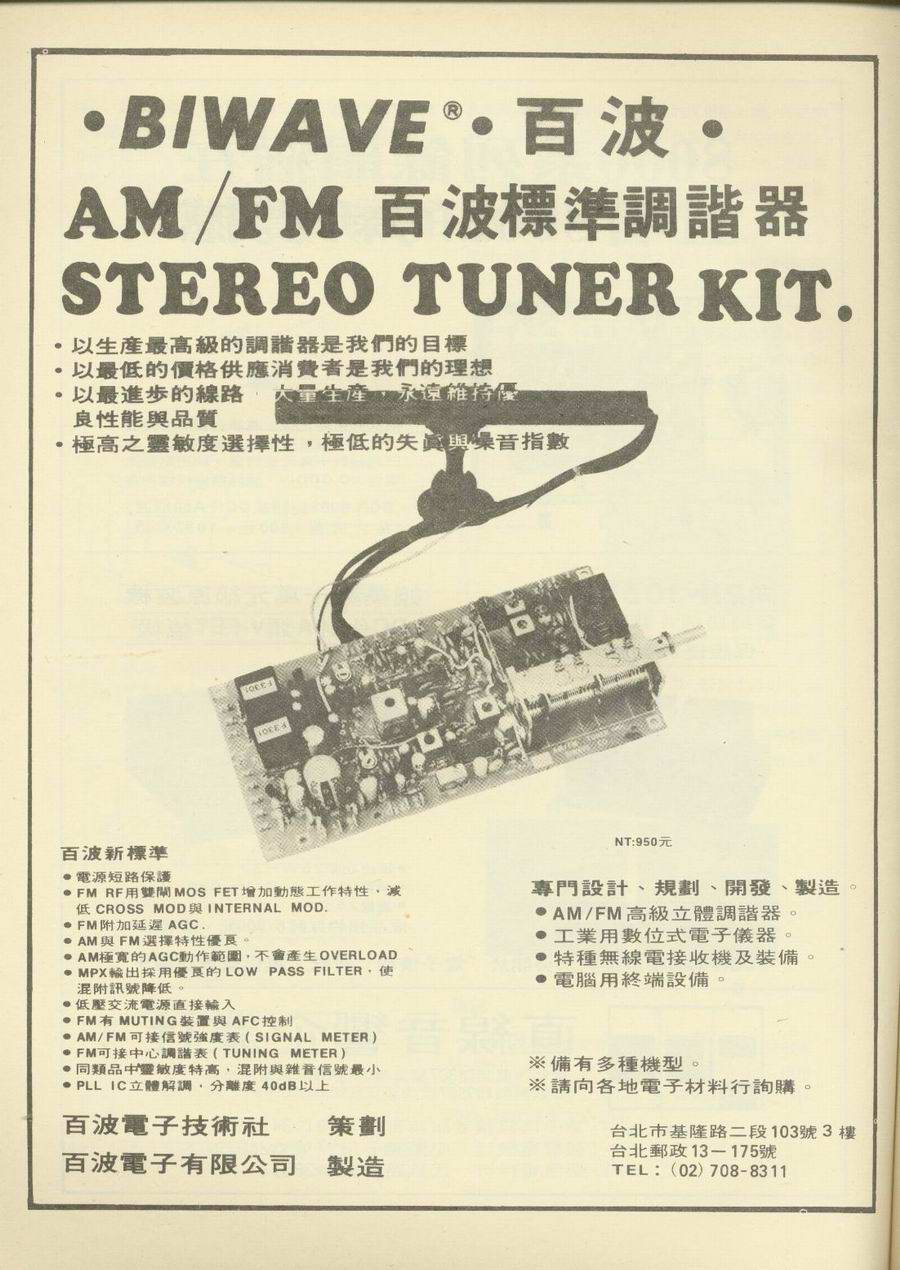 ・BIWAVE®・百波・
AM/FM 百波標準調諧器
STEREO TUNER KIT.
・以生產最高級的調諧器是我們的目標
・以最低的價格供應消費者是我們的理想
・以最進步的線路，大量生產，永遠維持優
良性能與品質
・極高之靈敏度選擇性，極低的失真與噪音指數
F3301
F3301
AM/FM TUNER
NT:950元
百波新標準
●電源短路保護
●FM RF用雙閘MOS FET增加動態工作特性，減
低 CROSS MOD與 INTERNAL MOD.
●FM附加延遲 AGC.
●AM與 FM選擇特性優良。
●AM極寬的AGC動作範圍，不會產生OVERLOAD
●MPX輸出採用優良的 LOW PASS FILTER，使
混附訊號降低。
●低壓交流電源直接輸入
●FM有 MUTING裝置與 AFC控制
●AM/FM可接信號強度表(SIGNAL METER)
●FM可接中心調諧表(TUNING METER)
●同類品中靈敏度特高，混附與雜音信號最小
●PLL IC立體解調，分離度 40dB以上
專門設計、規劃、開發、製造。
●AM/FM高級立體調諧器。
●工業用數位式電子儀器。
●特種無線電接收機及裝備。
●電腦用終端設備。
※備有多種機型。
※請向各地電子材料行詢購。
百波電子技術社 策劃
百波電子有限公司 製造
台北市基隆路二段103號3樓
台北郵政13－175號
TEL：(02)708-8311